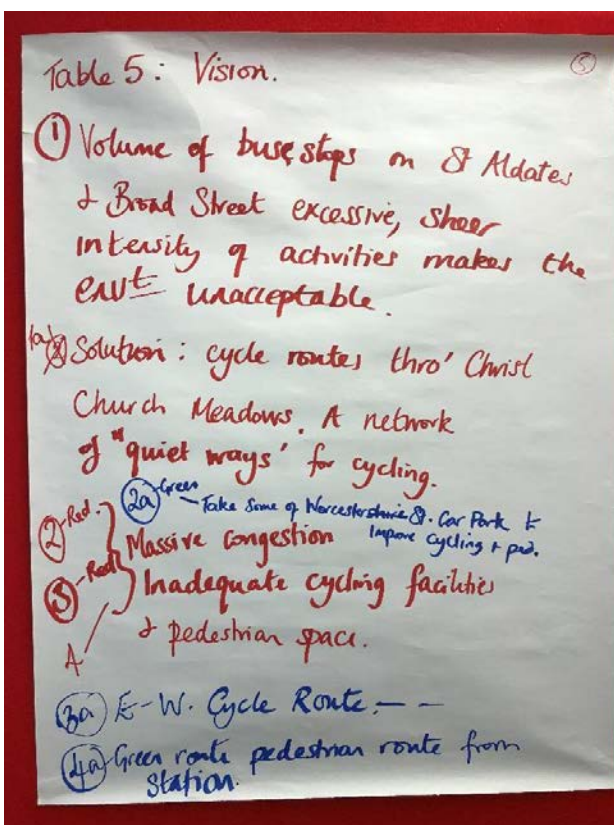 Table 5: Vision.
5
① Volume of bus stops on St Aldates
& Broad Street excessive, sheer
intensity of activities makes the
envt unacceptable.
1a) Solution: cycle routes thro' Christ
Church Meadows. A network
of "quiet ways' for cycling.
2a Green
– Take some of Worcestershire St. Car Park to
Improve cycling + ped.
2 – Red. Massive congestion
3 – Red Inadequate cycling facilities
& pedestrian space.
A
3a E-W. Cycle Route. – –
4a Green route pedestrian route from
station.